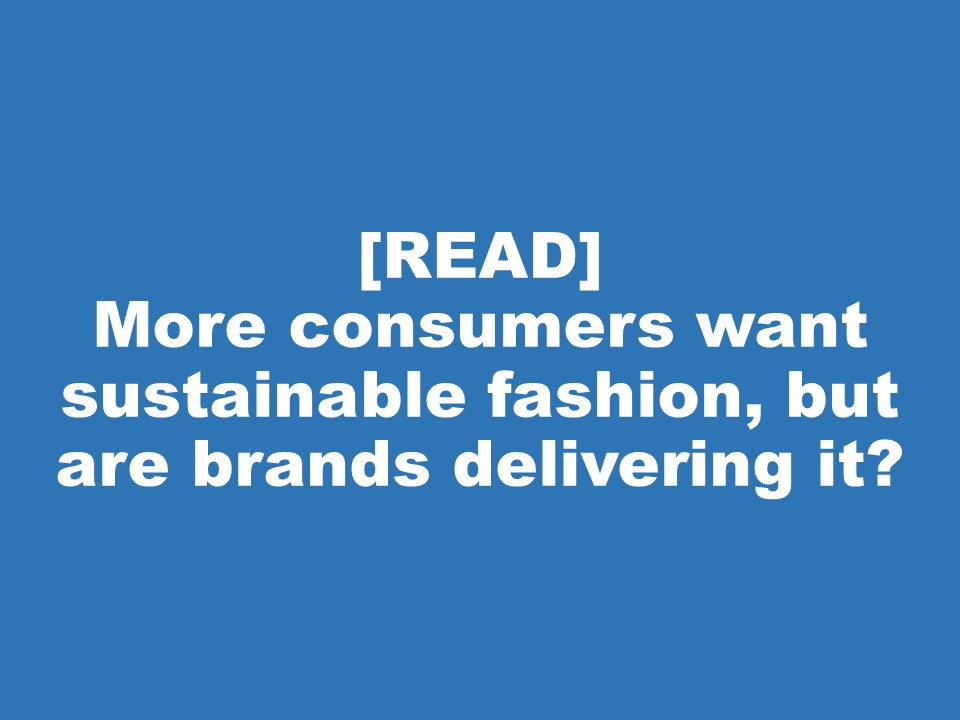 [READ]
More consumers want
sustainable fashion, but
are brands delivering it?